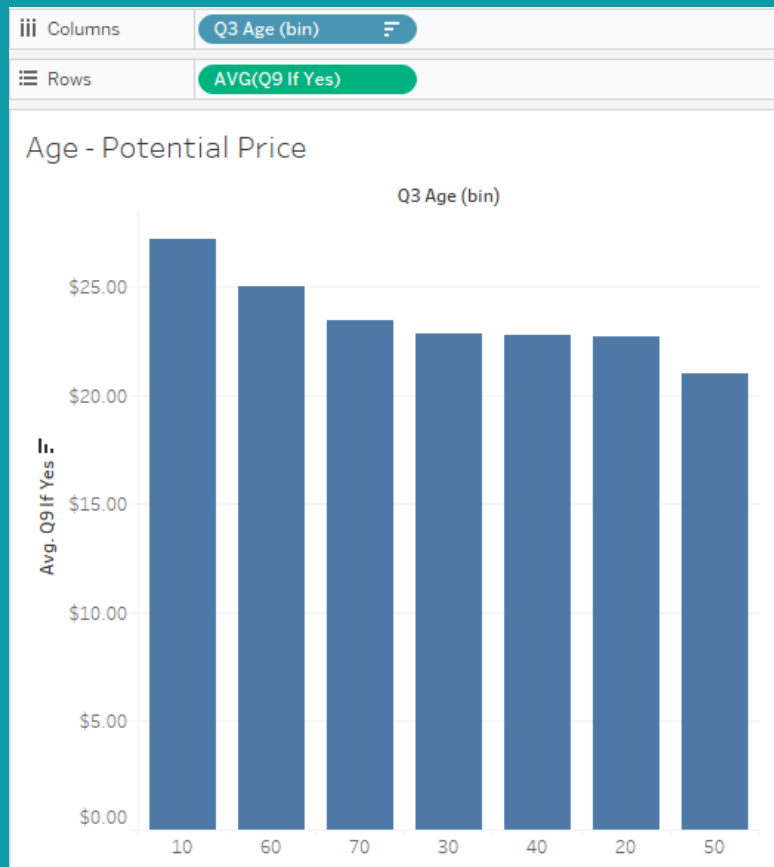 Columns
Q3 Age (bin)
Rows
AVG(Q9 If Yes)
Age - Potential Price
Q3 Age (bin)
$25.00
$20.00
$15.00
$10.00
$5.00
$0.00
Avg. Q9 If Yes
10 60 70 30 40 20 50